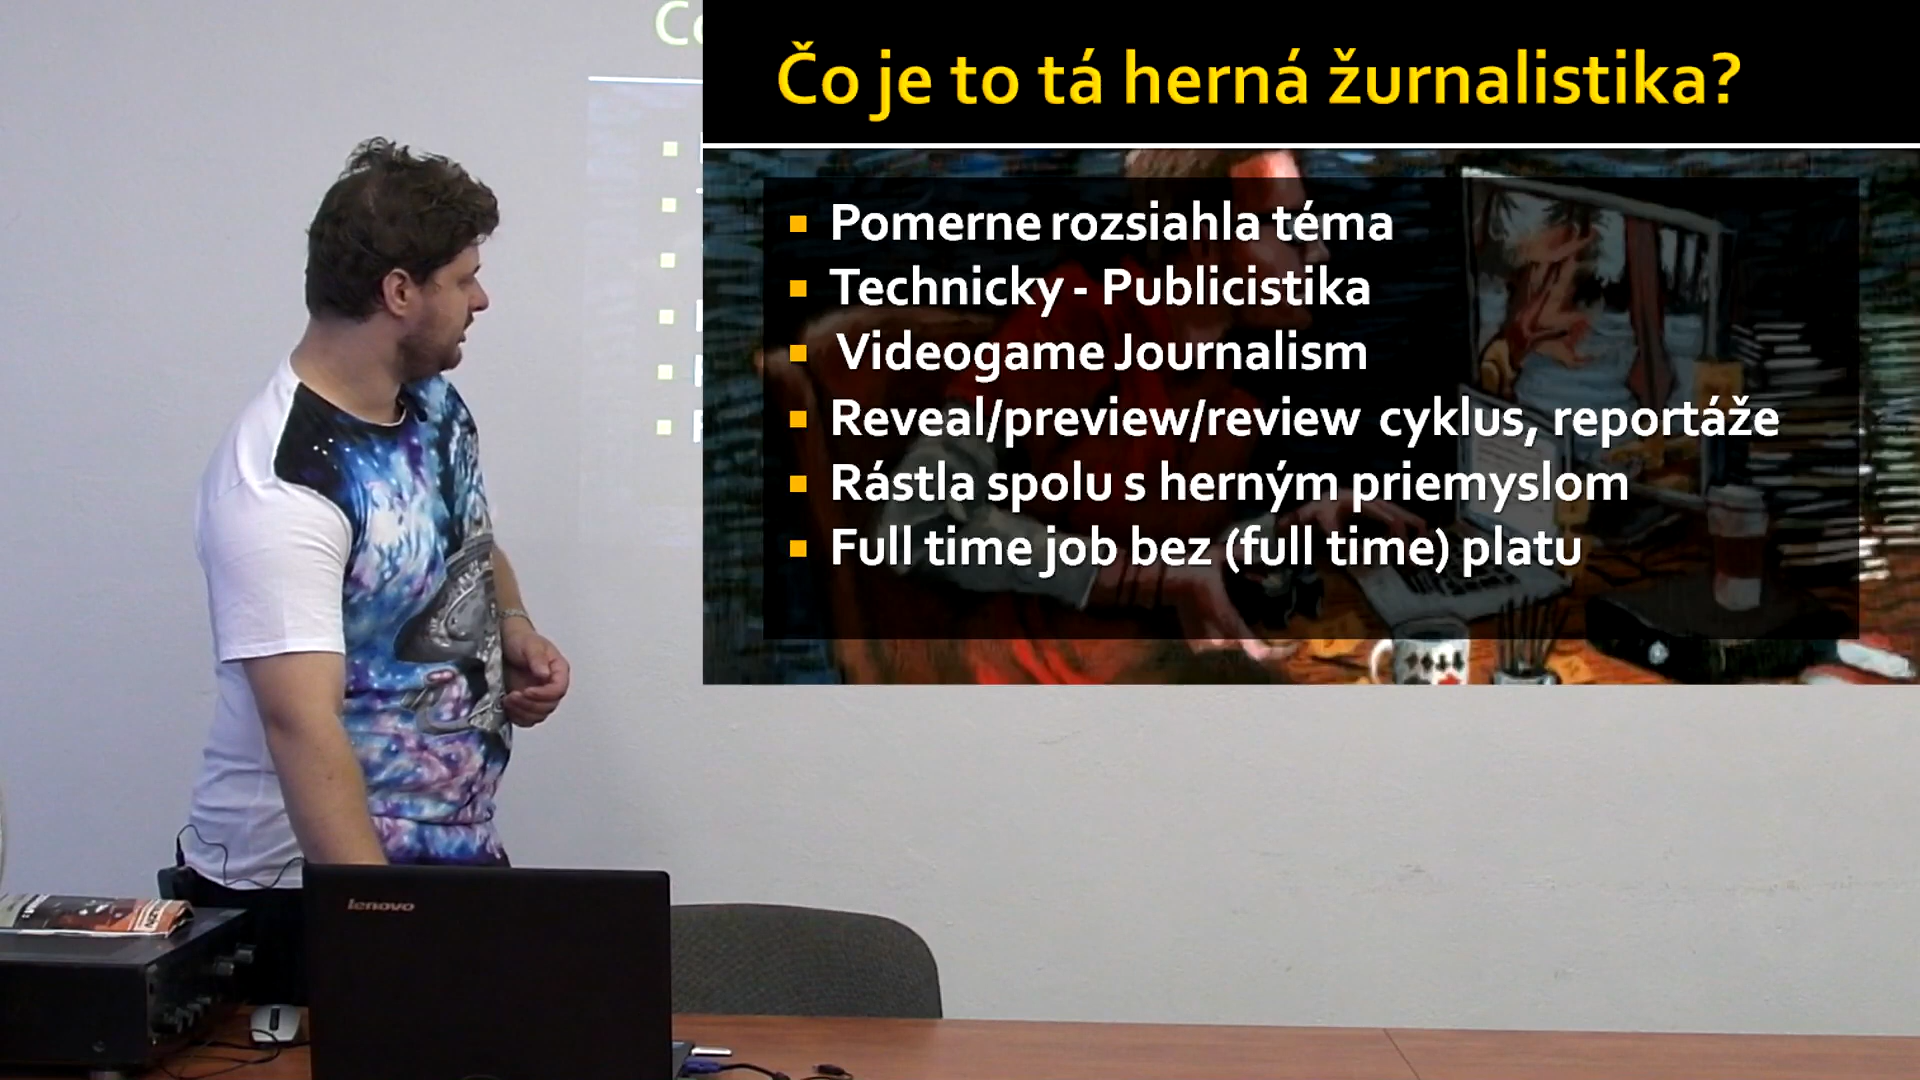 Čo je to tá herná žurnalistika?
Pomerne rozsiahla téma
Technicky - Publicistika
Videogame Journalism
Reveal/preview/review cyklus, reportáže
Rástla spolu s herným priemyslom
Full time job bez (full time) platu
lenovo